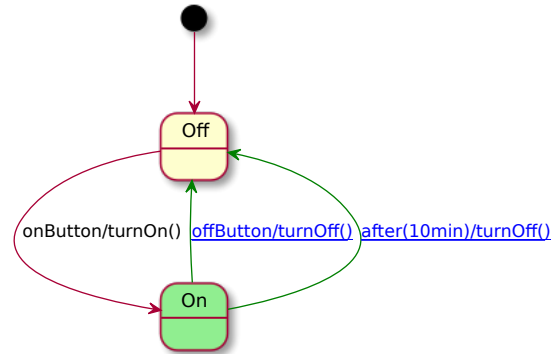 Off
onButton/turnOn()
offButton/turnOff()
after(10min)/turnOff()
On